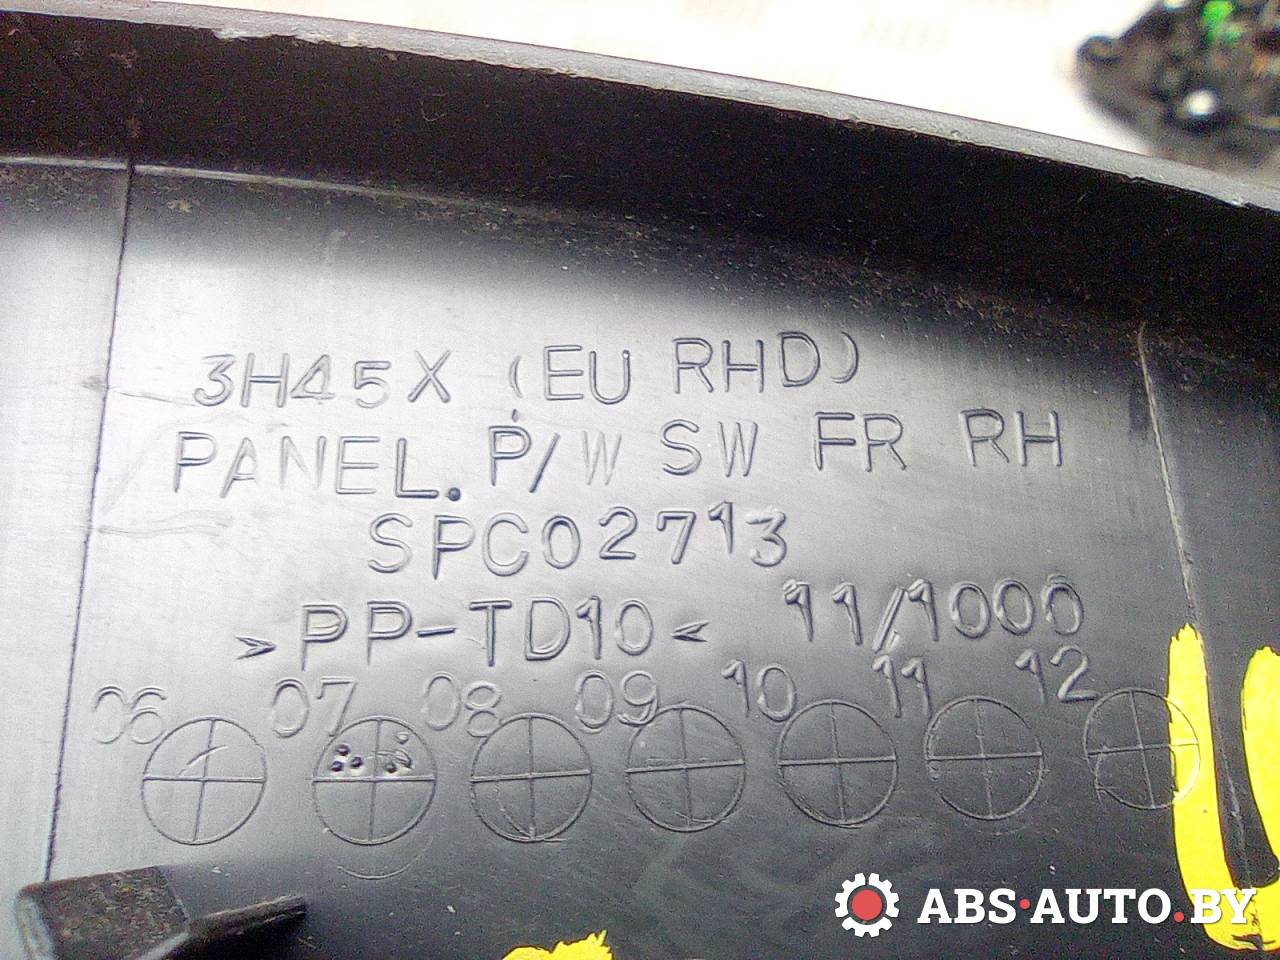 3H45X (EU RHD)
PANEL. P/W SW FR RH
SPC02713
>PP-TD10< 11/1000
06 07 08 09 10 11 12
ABS·AUTO.BY